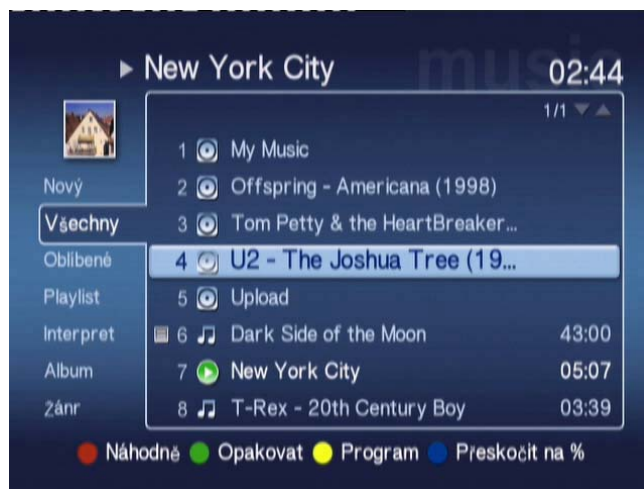 music
New York City 02:44
1/1
1 My Music
Nový
2 Offspring - Americana (1998)
Všechny
3 Tom Petty & the HeartBreaker...
Oblíbené
4 U2 - The Joshua Tree (19...
Playlist
5 Upload
Interpret
6 Dark Side of the Moon 43:00
Album
7 New York City 05:07
Žánr
8 T-Rex - 20th Century Boy 03:39
Náhodně Opakovat Program Přeskočit na %